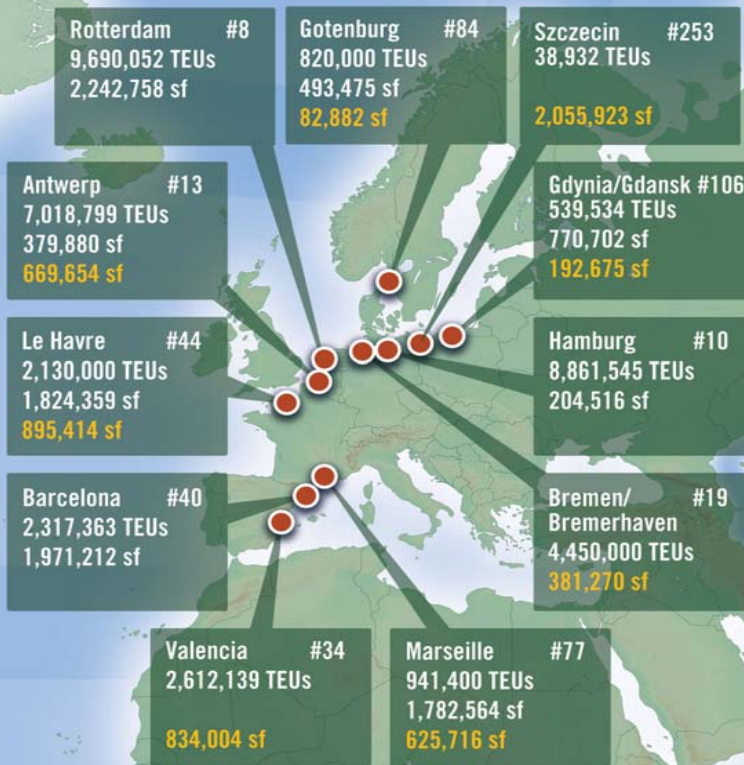 Rotterdam #8
9,690,052 TEUs
2,242,758 sf
Gotenburg #84
820,000 TEUs
493,475 sf
82,882 sf
Szczecin #253
38,932 TEUs
2,055,923 sf
Antwerp #13
7,018,799 TEUs
379,880 sf
669,654 sf
Gdynia/Gdansk #106
539,534 TEUs
770,702 sf
192,675 sf
Le Havre #44
2,130,000 TEUs
1,824,359 sf
895,414 sf
Hamburg #10
8,861,545 TEUs
204,516 sf
Barcelona #40
2,317,363 TEUs
1,971,212 sf
Bremen/ #19
Bremerhaven
4,450,000 TEUs
381,270 sf
Valencia #34
2,612,139 TEUs
834,004 sf
Marseille #77
941,400 TEUs
1,782,564 sf
625,716 sf